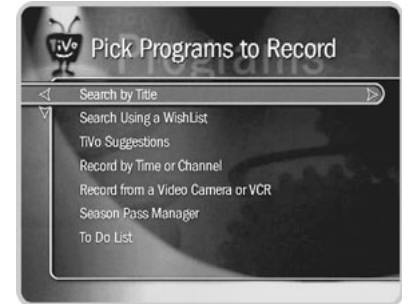 TiVo
Pick Programs to Record
Programs
Search by Title
Search Using a WishList
TiVo Suggestions
Record by Time or Channel
Record from a Video Camera or VCR
Season Pass Manager
To Do List